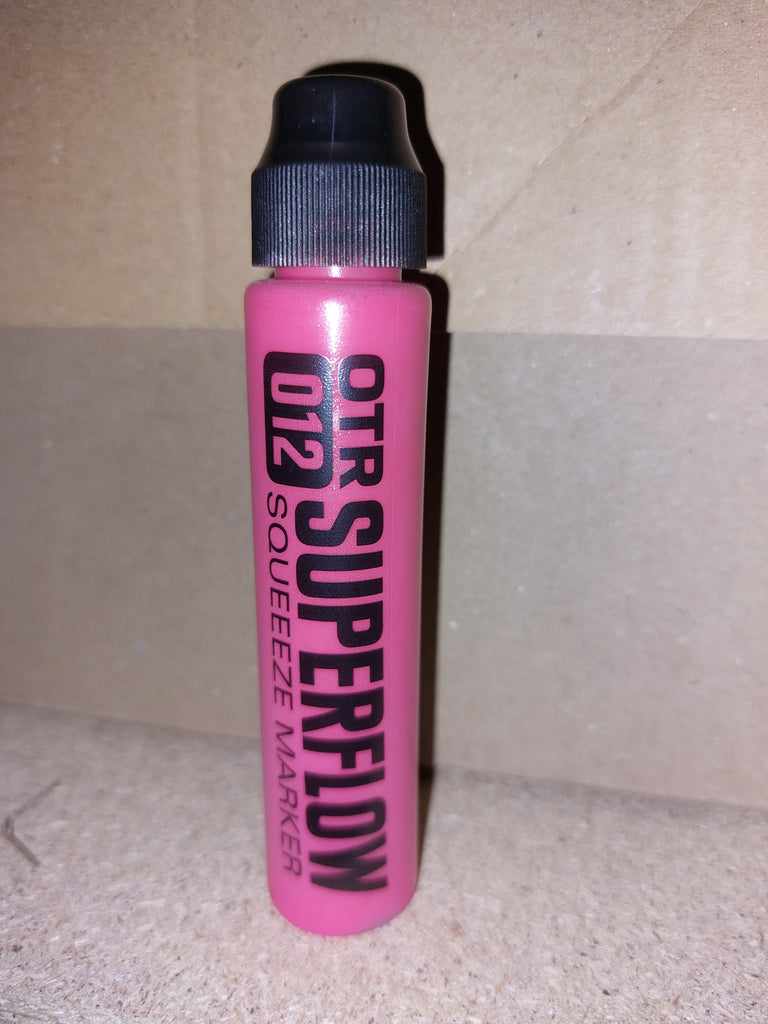 OTR
012
SUPERFLOW
SQUEEEZE MARKER